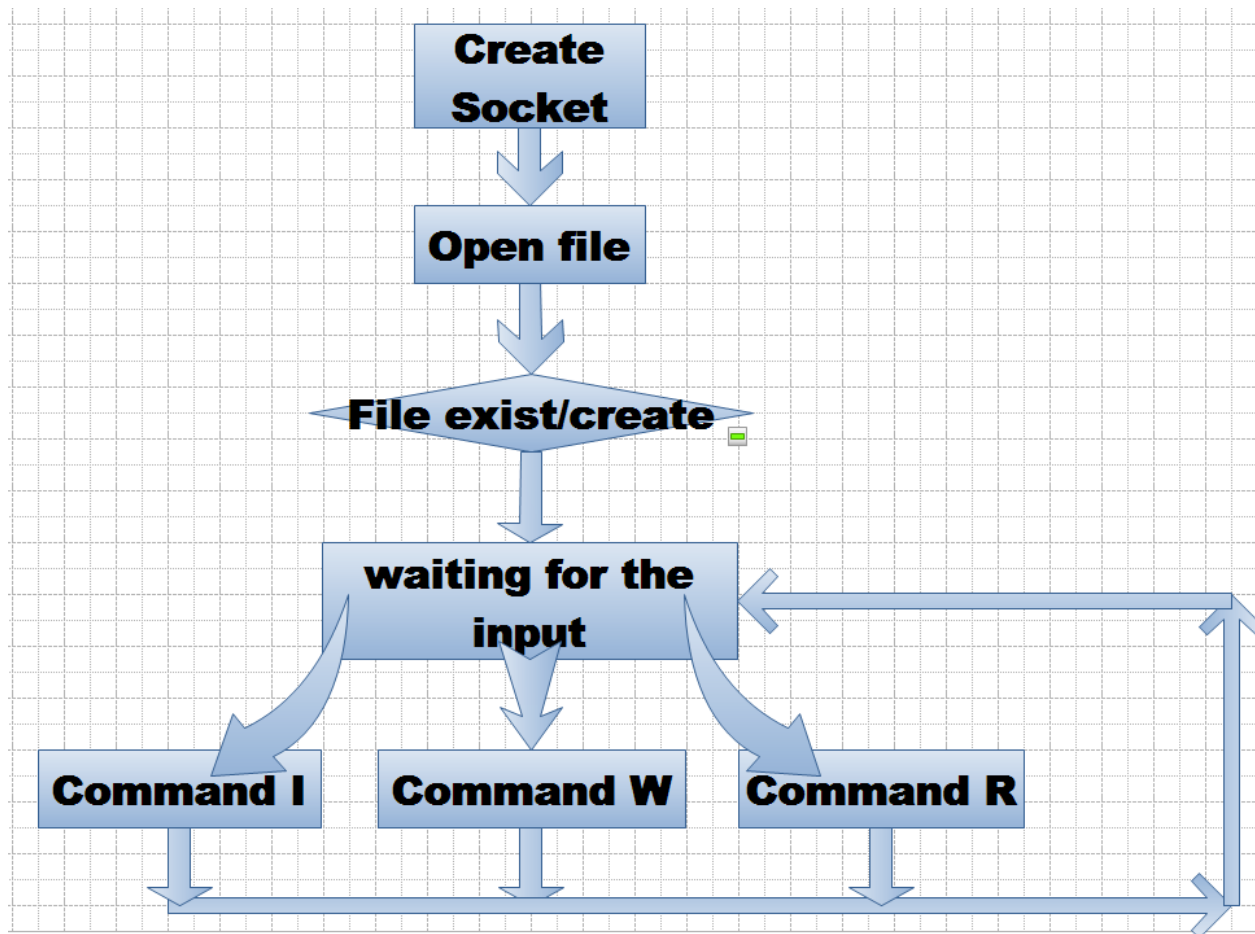 Create
Socket
Open file
File exist/create
waiting for the
input
Command I
Command W
Command R